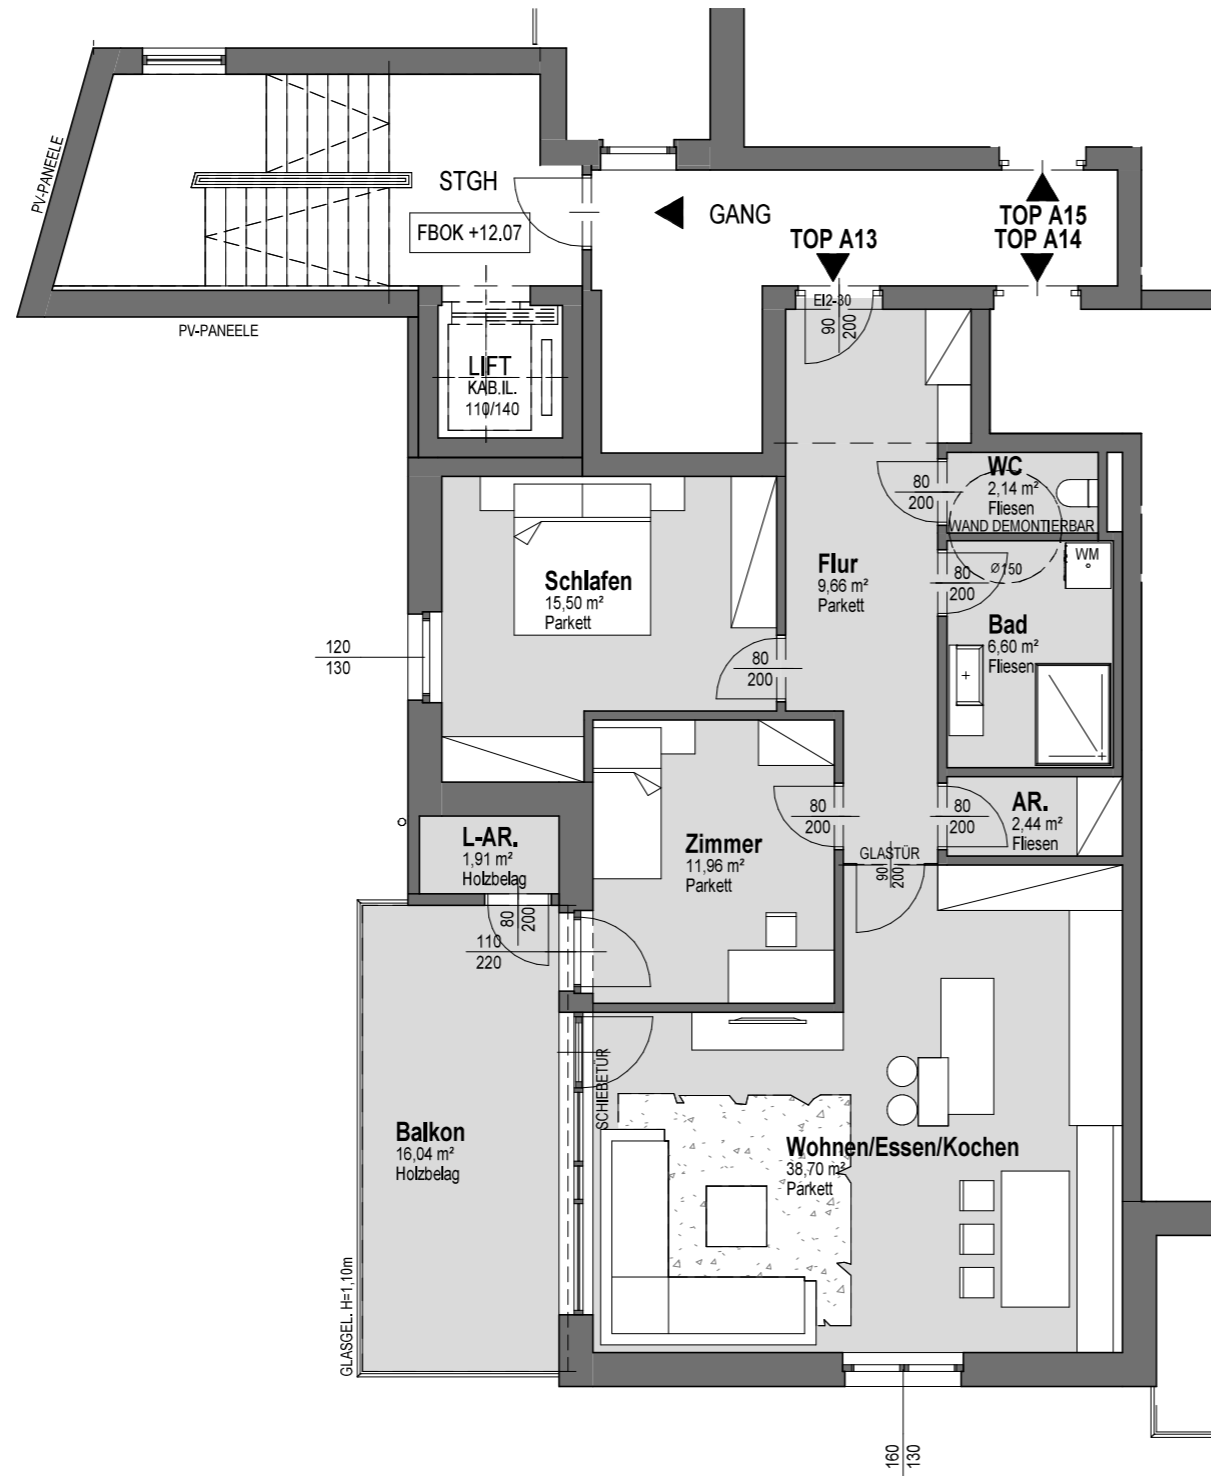 PV-PANEELE
STGH
FBOK +12,07
GANG
TOP A13
TOP A15
TOP A14
PV-PANEELE
EI2-30
90
200
LIFT
KAB.IL.
110/140
WC
2,14 m²
Fliesen
80
200
WAND DEMONTIERBAR
WM
Ø150
80
200
Flur
9,66 m²
Parkett
Schlafen
15,50 m²
Parkett
Bad
6,60 m²
Fliesen
120
130
80
200
AR.
2,44 m²
Fliesen
80
200
80
200
L-AR.
1,91 m²
Holzbelag
Zimmer
11,96 m²
Parkett
GLASTÜR
90
200
80
200
110
220
SCHIEBETÜR
Balkon
16,04 m²
Holzbelag
Wohnen/Essen/Kochen
38,70 m²
Parkett
GLASGEL. H=1,10m
160
130